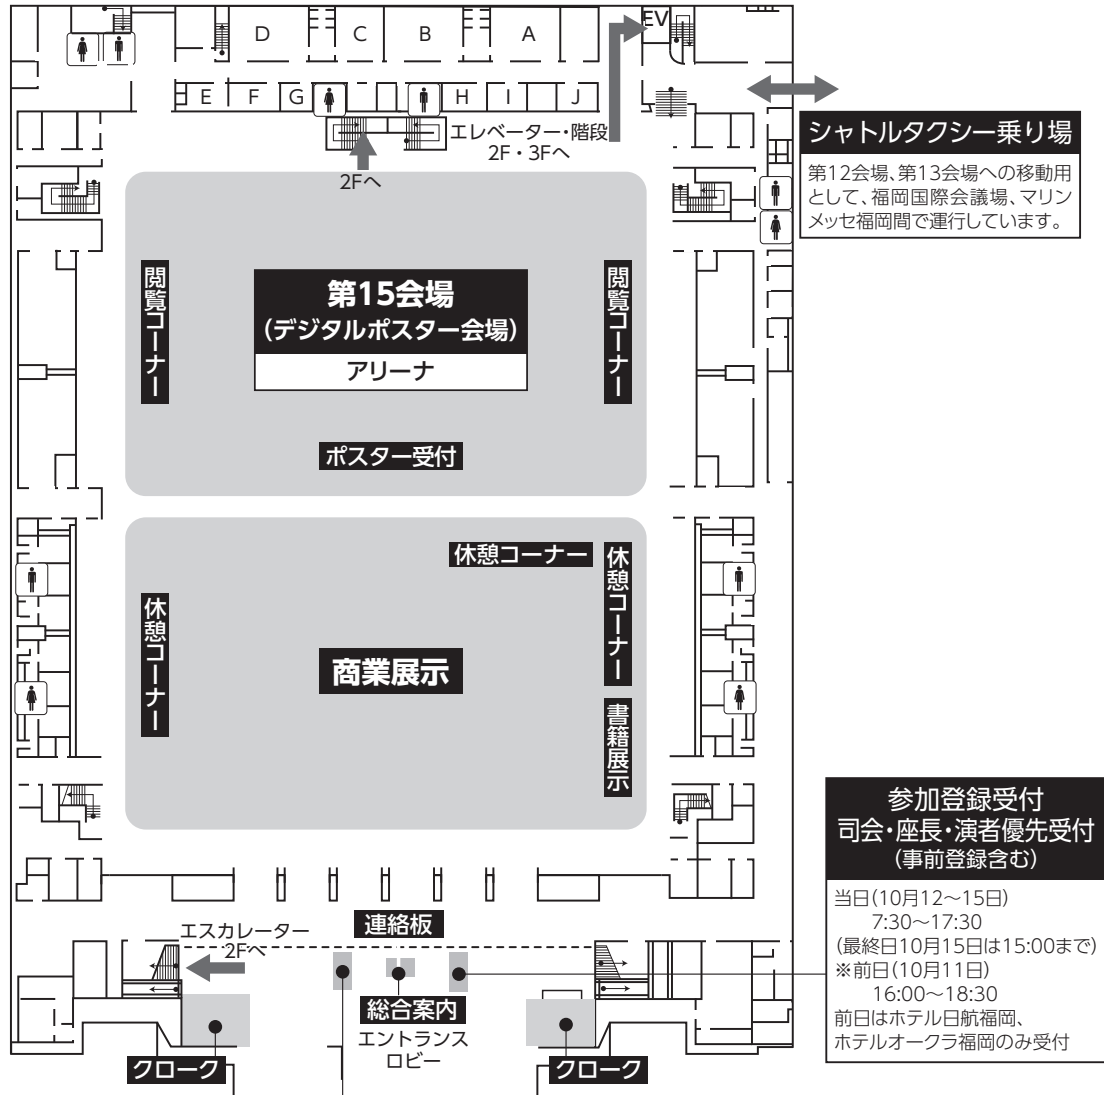 EV
D
C
B
A
E
F
G
H
I
J
エレベーター・階段
2F・3Fへ
2Fへ
シャトルタクシー乗り場
第12会場、第13会場への移動用
として、福岡国際会議場、マリン
メッセ福岡間で運行しています。
閲覧コーナー
第15会場
(デジタルポスター会場)
アリーナ
閲覧コーナー
ポスター受付
休憩コーナー
休憩コーナー
休憩コーナー
商業展示
書籍展示
参加登録受付
司会・座長・演者優先受付
(事前登録含む)
当日(10月12〜15日)
7:30〜17:30
(最終日10月15日は15:00まで)
※前日(10月11日)
16:00〜18:30
前日はホテル日航福岡、
ホテルオークラ福岡のみ受付
連絡板
エスカレーター
2Fへ
総合案内
エントランス
ロビー
クローク
クローク